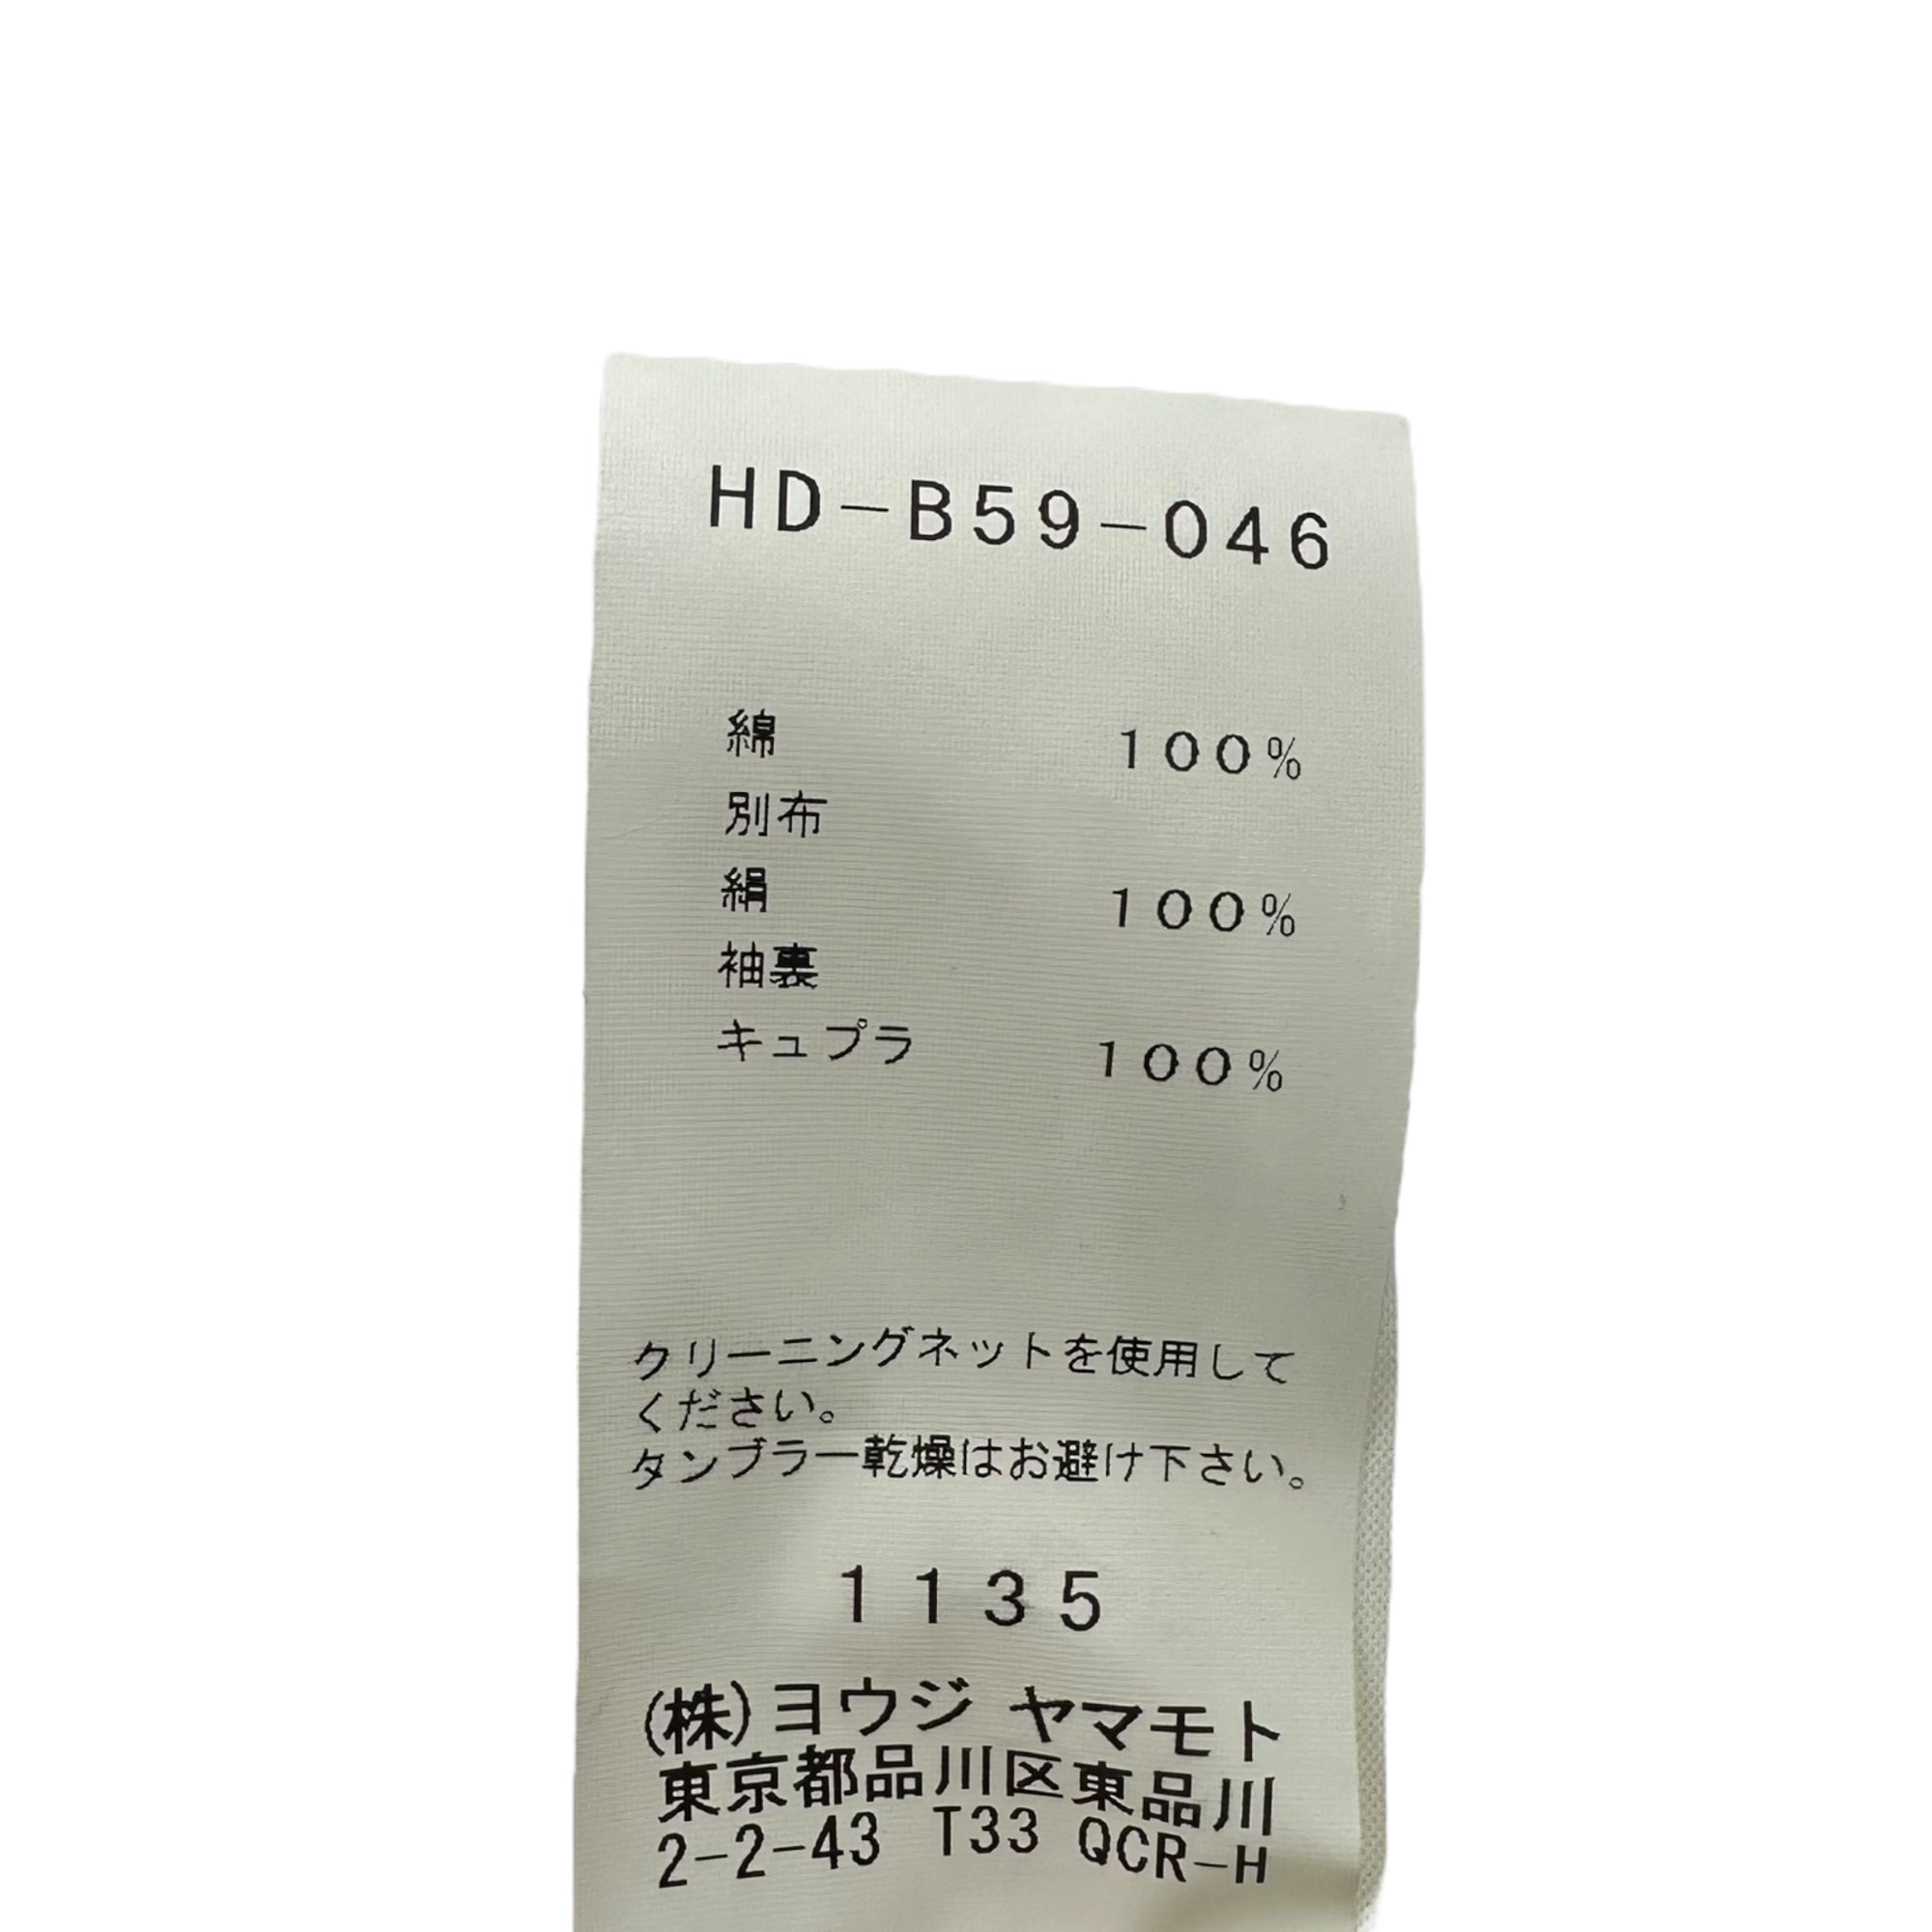 HD-B59-046
綿 100%
別布
絹 100%
袖裏
キュプラ 100%
クリーニングネットを使用して
ください。
タンブラー乾燥はお避け下さい。
1135
(株)ヨウジ ヤマモト
東京都品川区東品川
2-2-43 T33 QCR-H